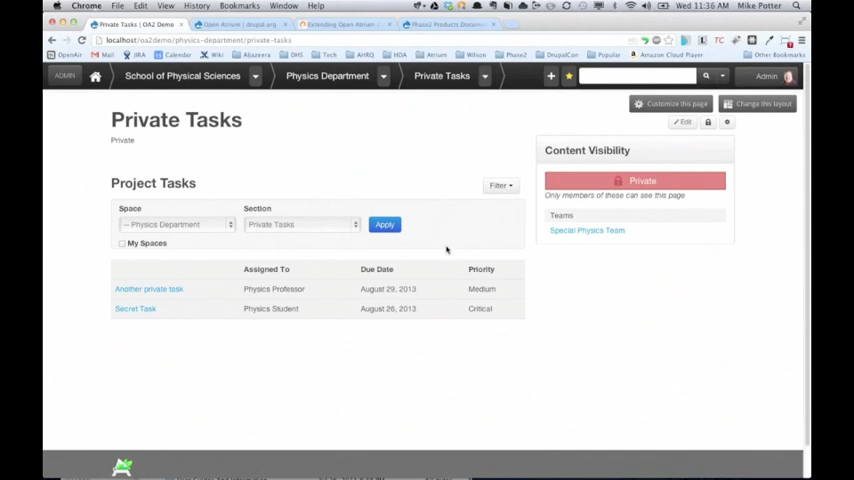 Chrome File Edit View History Bookmarks Window Help
Wed 11:36 AM Mike Potter
Private Tasks | OA2 Demo
Open Atrium | drupal.org
Extending Open Atrium
Phase2 Products Documen
localhost/oa2demo/physics-department/private-tasks
OpenAir Mail JIRA Calendar Wiki Aliazeera DHS Tech AHRQ HDA Atrium Wilson Phase2 DrupalCon Popular Amazon Cloud Player Other Bookmarks
ADMIN School of Physical Sciences Physics Department Private Tasks Admin
Customize this page Change this layout
Private Tasks
Edit
Private
Content Visibility
Private
Only members of these can see this page
Teams
Special Physics Team
Project Tasks
Filter
Space Section
-- Physics Department Private Tasks Apply
My Spaces
Assigned To Due Date Priority
Another private task Physics Professor August 29, 2013 Medium
Secret Task Physics Student August 26, 2013 Critical